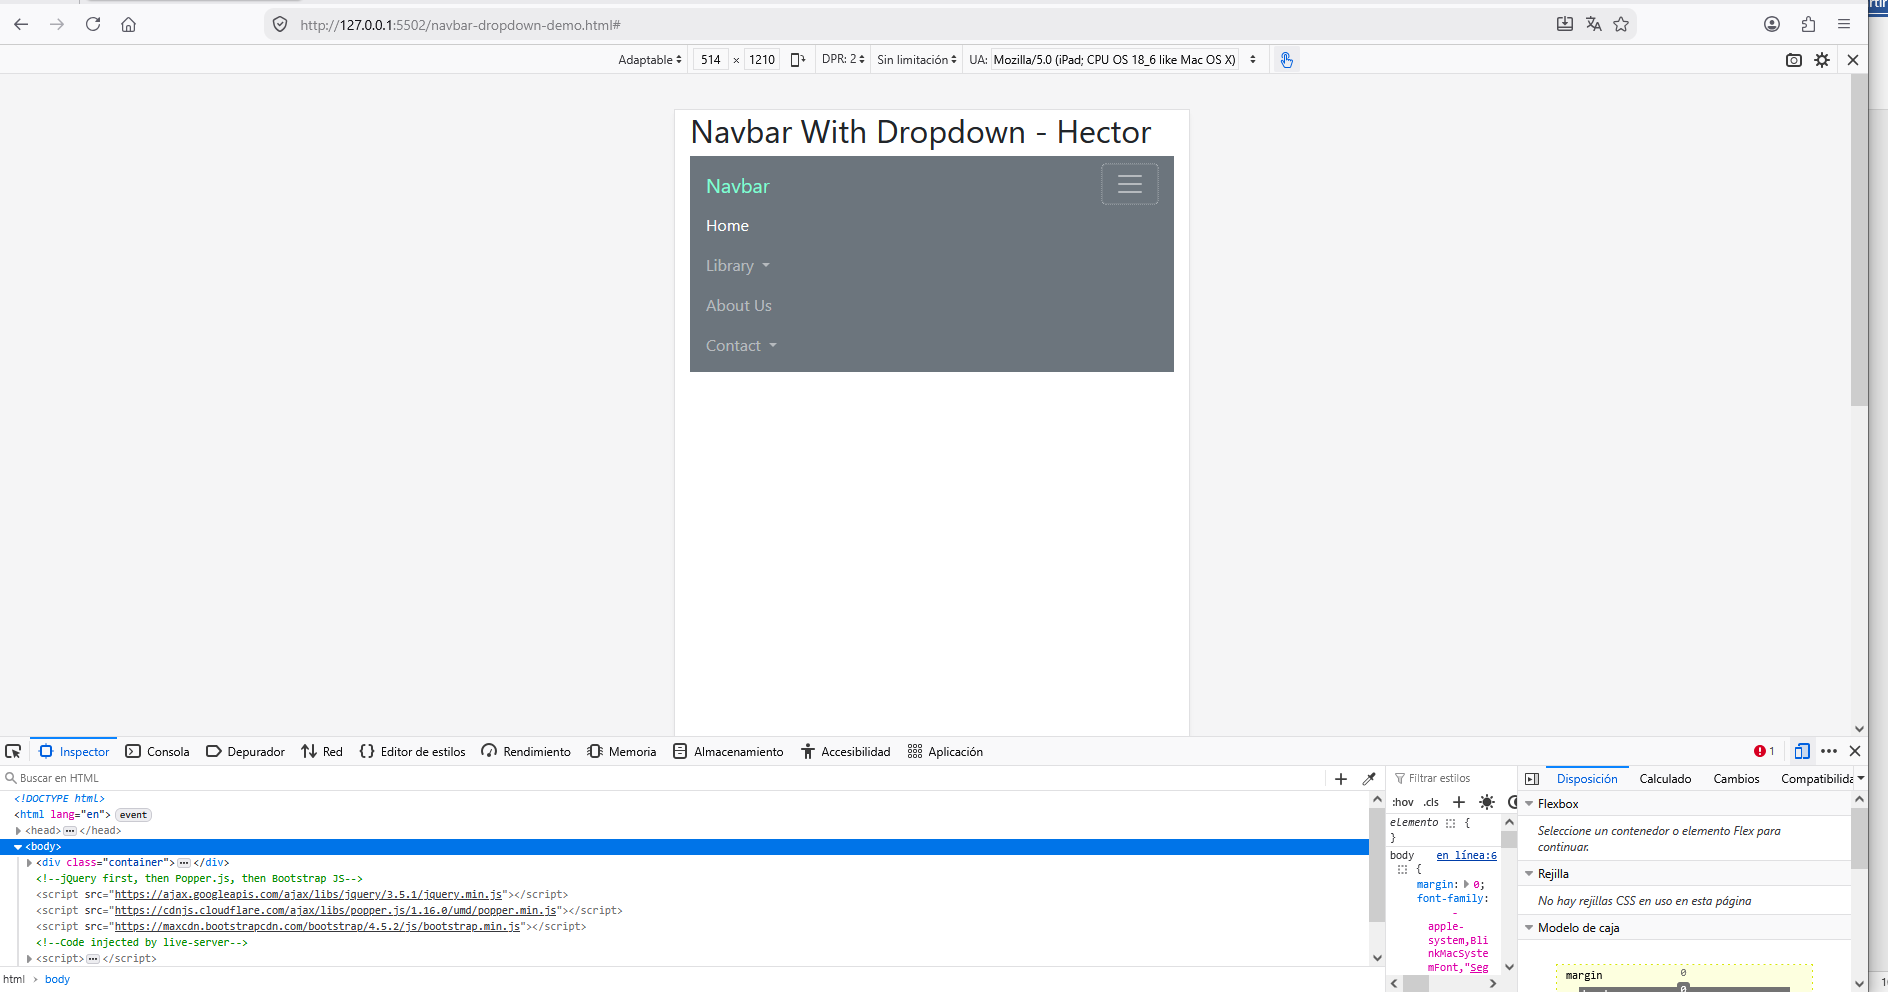 http://127.0.0.1:5502/navbar-dropdown-demo.html#
Adaptable 514 × 1210 DPR: 2 Sin limitación UA: Mozilla/5.0 (iPad; CPU OS 18_6 like Mac OS X)
Navbar With Dropdown - Hector
Navbar
Home
Library
About Us
Contact
Inspector Consola Depurador Red Editor de estilos Rendimiento Memoria Almacenamiento Accesibilidad Aplicación 1
Buscar en HTML
<!DOCTYPE html>
<html lang="en"> event
<head> </head>
<body>
<div class="container"> </div>
<!--jQuery first, then Popper.js, then Bootstrap JS-->
<script src="https://ajax.googleapis.com/ajax/libs/jquery/3.5.1/jquery.min.js"></script>
<script src="https://cdnjs.cloudflare.com/ajax/libs/popper.js/1.16.0/umd/popper.min.js"></script>
<script src="https://maxcdn.bootstrapcdn.com/bootstrap/4.5.2/js/bootstrap.min.js"></script>
<!--Code injected by live-server-->
<script> </script>
html > body
Filtrar estilos
:hov .cls
elemento {
}
body en línea:6
{
margin: 0;
font-family:
-
apple-
system,Bli
nkMacSyste
mFont,"Seg
Disposición Calculado Cambios Compatibilida
Flexbox
Seleccione un contenedor o elemento Flex para
continuar.
Rejilla
No hay rejillas CSS en uso en esta página
Modelo de caja
margin 0
0